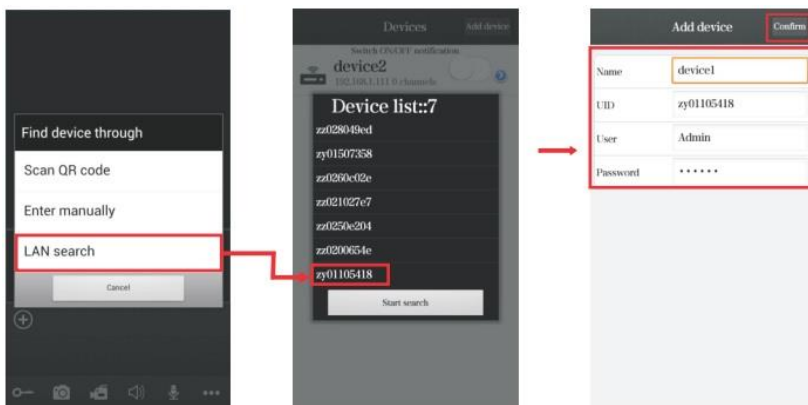 Find device through
Scan QR code
Enter manually
LAN search
Cancel
Devices
Add device
Switch ON/OFF notification
device2
192.168.1.111 0 channels
Device list::7
zz028049ed
zy01507358
zz0260c02e
zz021027e7
zz0250e204
zz0200654e
zy01105418
Start search
Add device
Confirm
Name
device1
UID
zy01105418
User
Admin
Password
••••••